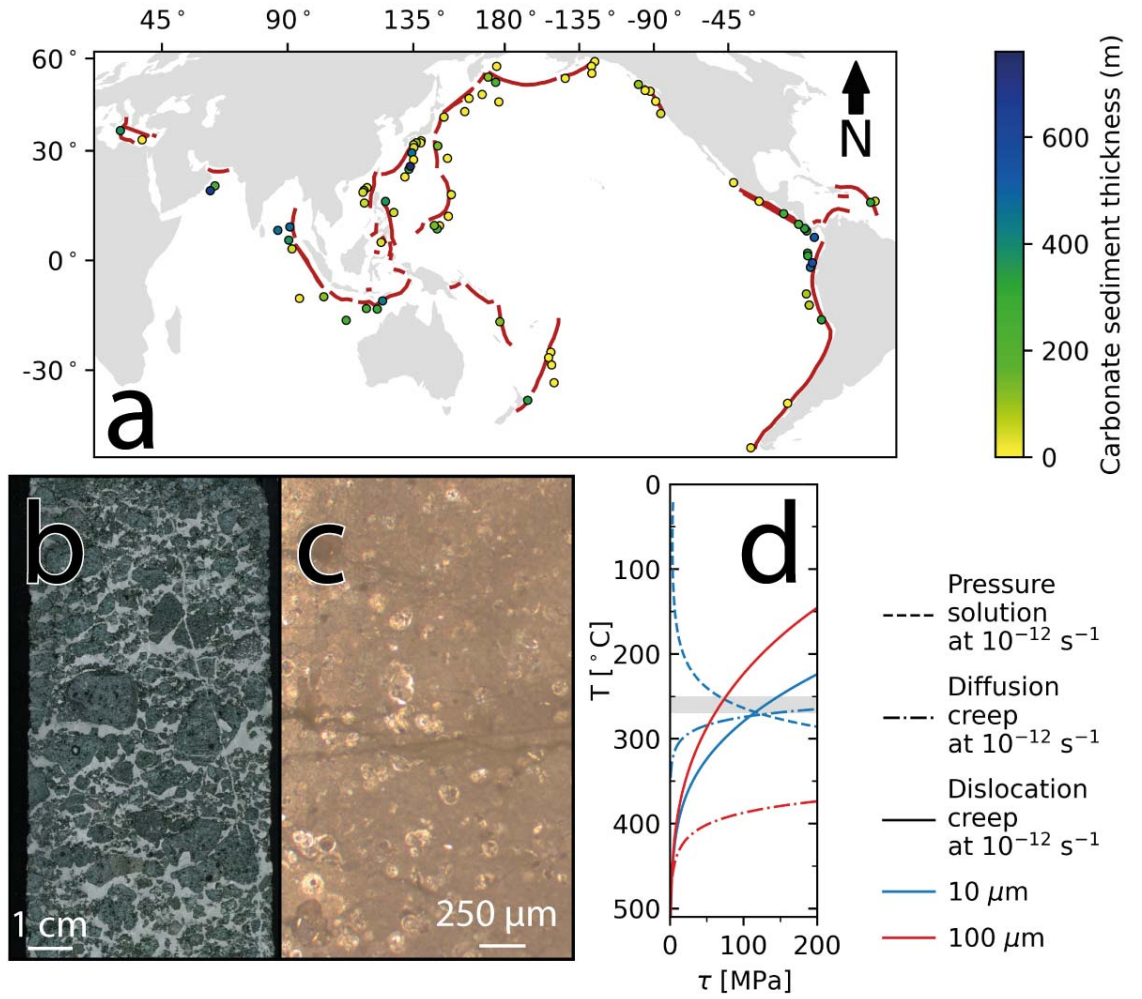 45° 90° 135° 180° -135° -90° -45°
60°
30°
0°
-30°
N
a
600
400
200
0
Carbonate sediment thickness (m)
b
1 cm
c
250 µm
d
0
100
200
300
400
500
T [°C]
0 100 200
τ [MPa]
Pressure
solution
at 10⁻¹² s⁻¹
Diffusion
creep
at 10⁻¹² s⁻¹
Dislocation
creep
at 10⁻¹² s⁻¹
10 µm
100 µm